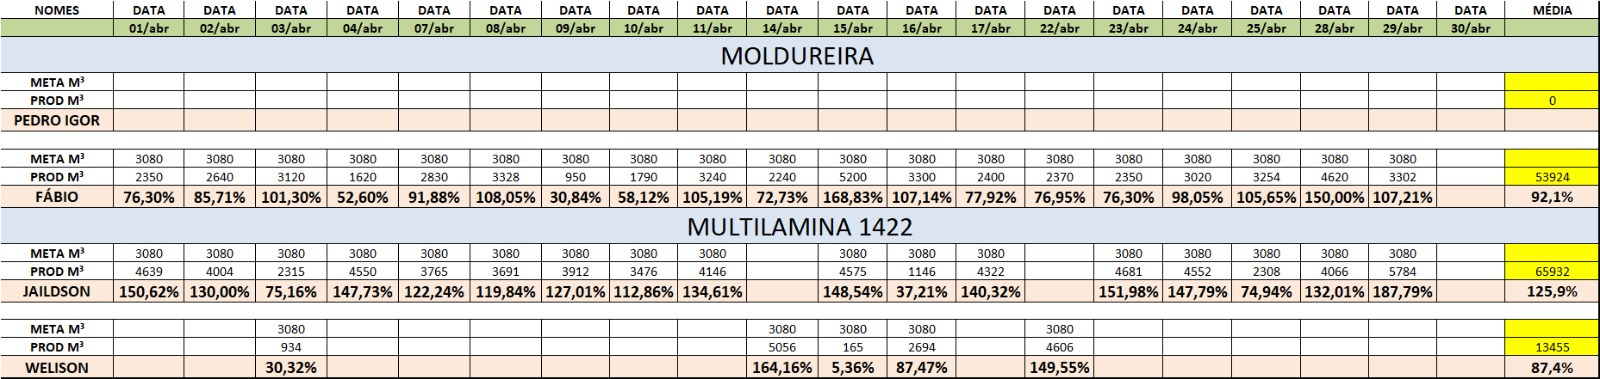 NOMES DATA DATA DATA DATA DATA DATA DATA DATA DATA DATA DATA DATA DATA DATA DATA DATA DATA DATA DATA DATA MÉDIA
01/abr 02/abr 03/abr 04/abr 07/abr 08/abr 09/abr 10/abr 11/abr 14/abr 15/abr 16/abr 17/abr 22/abr 23/abr 24/abr 25/abr 28/abr 29/abr 30/abr
MOLDUREIRA
META M³
PROD M³ 0
PEDRO IGOR
META M³ 3080 3080 3080 3080 3080 3080 3080 3080 3080 3080 3080 3080 3080 3080 3080 3080 3080 3080 3080
PROD M³ 2350 2640 3120 1620 2830 3328 950 1790 3240 2240 5200 3300 2400 2370 2350 3020 3254 4620 3302 53924
FÁBIO 76,30% 85,71% 101,30% 52,60% 91,88% 108,05% 30,84% 58,12% 105,19% 72,73% 168,83% 107,14% 77,92% 76,95% 76,30% 98,05% 105,65% 150,00% 107,21% 92,1%
MULTILAMINA 1422
META M³ 3080 3080 3080 3080 3080 3080 3080 3080 3080 3080 3080 3080 3080 3080 3080 3080 3080
PROD M³ 4639 4004 2315 4550 3765 3691 3912 3476 4146 4575 1146 4322 4681 4552 2308 4066 5784 65932
JAILDSON 150,62% 130,00% 75,16% 147,73% 122,24% 119,84% 127,01% 112,86% 134,61% 148,54% 37,21% 140,32% 151,98% 147,79% 74,94% 132,01% 187,79% 125,9%
META M³ 3080 3080 3080 3080 3080
PROD M³ 934 5056 165 2694 4606 13455
WELISON 30,32% 164,16% 5,36% 87,47% 149,55% 87,4%